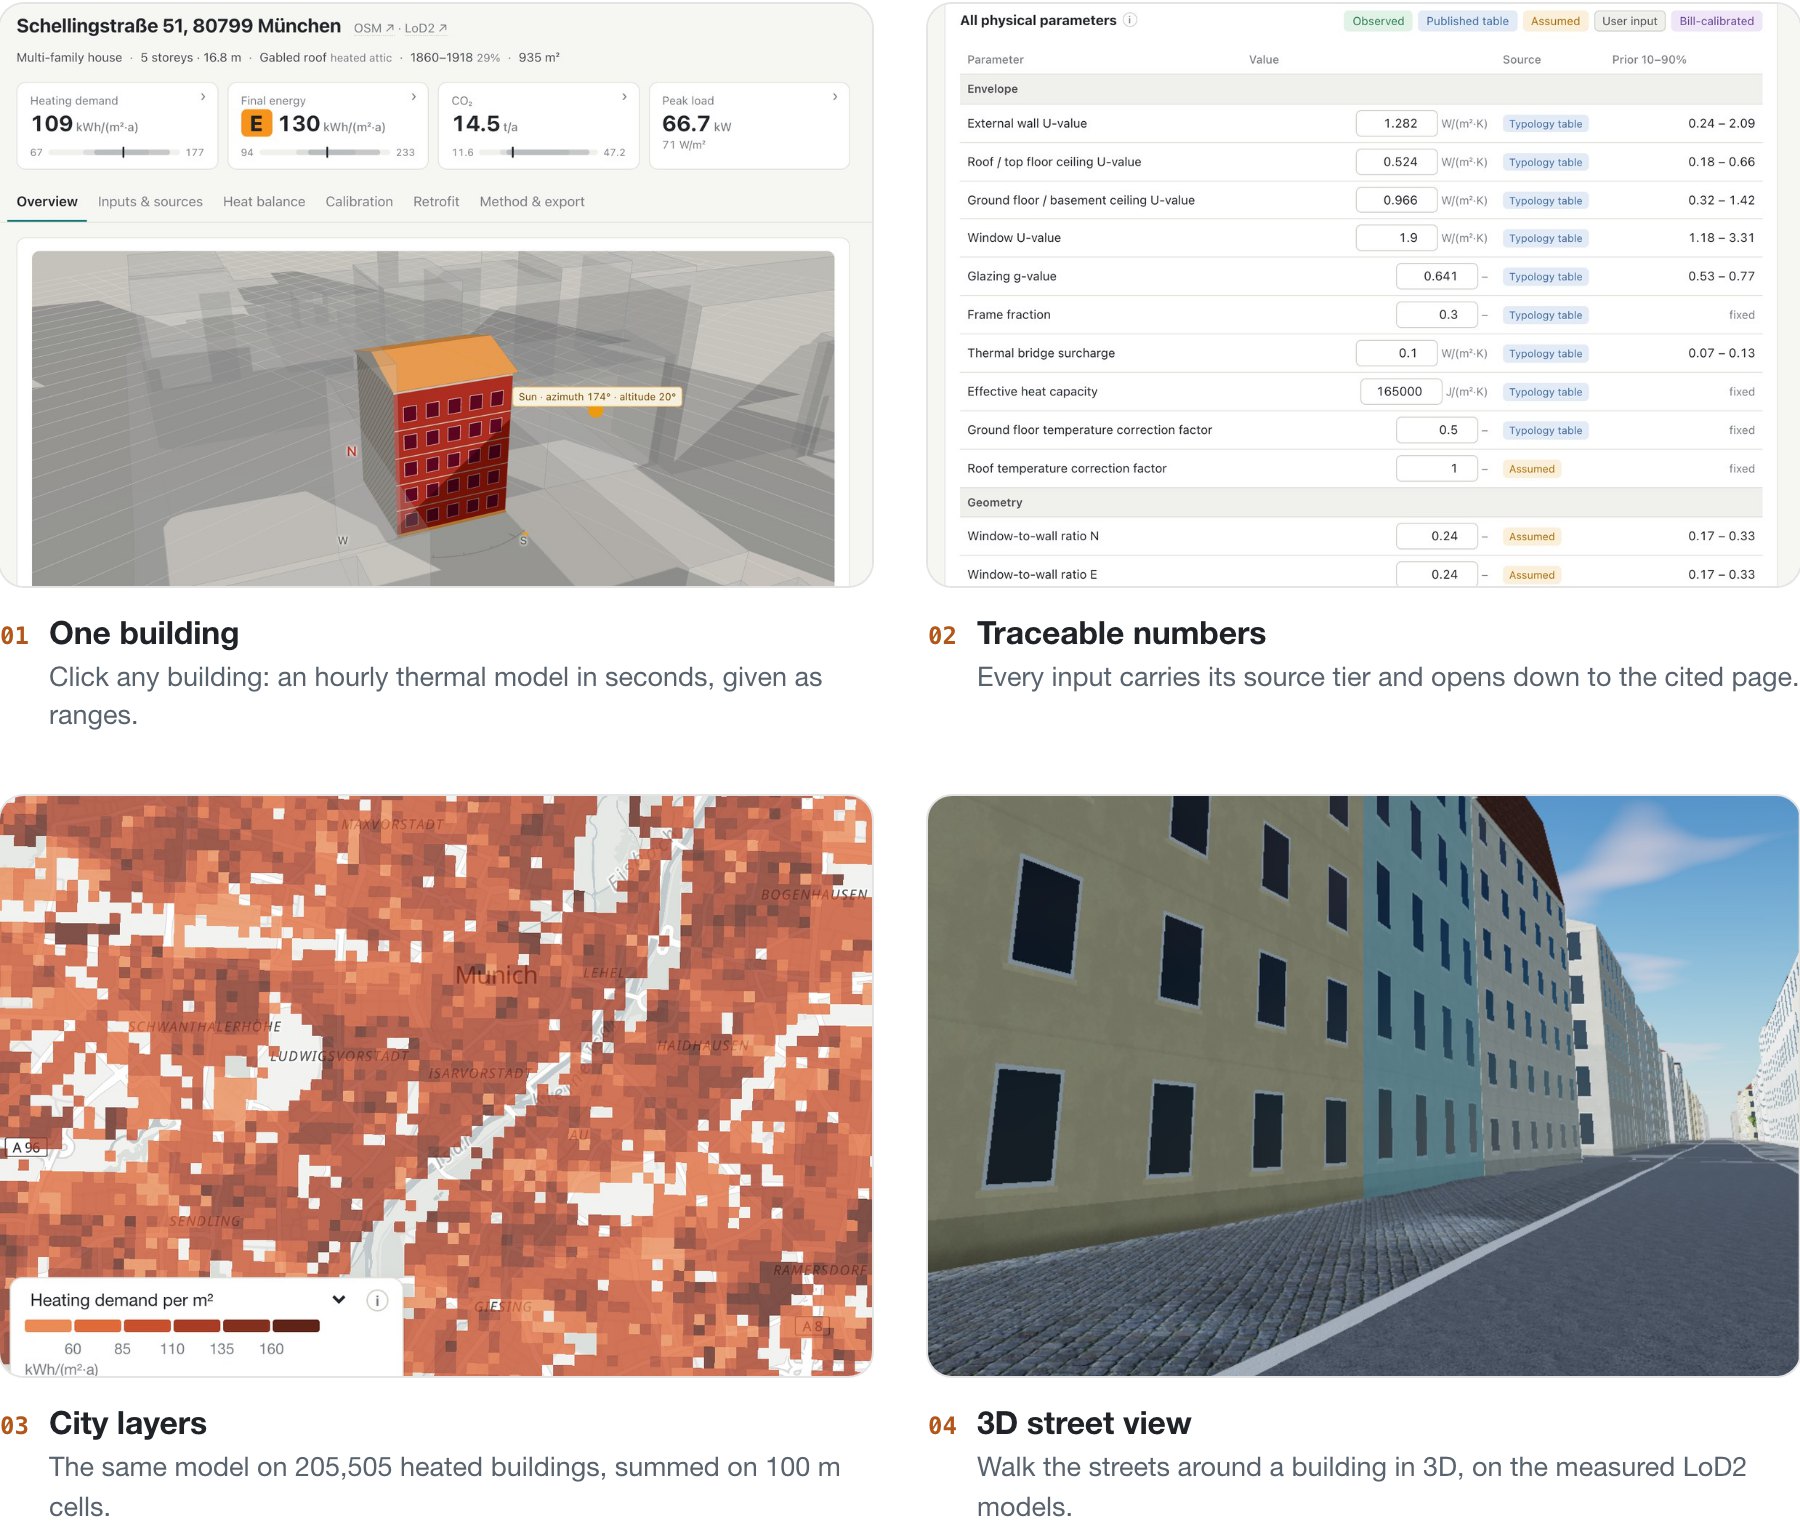 Schellingstraße 51, 80799 München OSM ↗ · LoD2 ↗
Multi-family house · 5 storeys · 16.8 m · Gabled roof heated attic · 1860–1918 29% · 935 m²
Heating demand ›
109 kWh/(m²·a)
67 177
Final energy ›
E 130 kWh/(m²·a)
94 233
CO₂ ›
14.5 t/a
11.6 47.2
Peak load ›
66.7 kW
71 W/m²
Overview Inputs & sources Heat balance Calibration Retrofit Method & export
Sun · azimuth 174° · altitude 20°
N
W
S
All physical parameters i Observed Published table Assumed User input Bill-calibrated
Parameter Value Source Prior 10–90%
Envelope
External wall U-value 1.282 W/(m²·K) Typology table 0.24 – 2.09
Roof / top floor ceiling U-value 0.524 W/(m²·K) Typology table 0.18 – 0.66
Ground floor / basement ceiling U-value 0.966 W/(m²·K) Typology table 0.32 – 1.42
Window U-value 1.9 W/(m²·K) Typology table 1.18 – 3.31
Glazing g-value 0.641 – Typology table 0.53 – 0.77
Frame fraction 0.3 – Typology table fixed
Thermal bridge surcharge 0.1 W/(m²·K) Typology table 0.07 – 0.13
Effective heat capacity 165000 J/(m²·K) Typology table fixed
Ground floor temperature correction factor 0.5 – Typology table fixed
Roof temperature correction factor 1 – Assumed fixed
Geometry
Window-to-wall ratio N 0.24 – Assumed 0.17 – 0.33
Window-to-wall ratio E 0.24 – Assumed 0.17 – 0.33
01 One building
Click any building: an hourly thermal model in seconds, given as
ranges.
02 Traceable numbers
Every input carries its source tier and opens down to the cited page.
MAXVORSTADT
Eisbach
BOGENHAUSEN
Munich
LEHEL
SCHWANTHALERHÖHE
LUDWIGSVORSTADT
HAIDHAUSEN
ISARVORSTADT
AU
A 96
SENDLING
RAMERSDORF
GIESING
A 8
Heating demand per m² i
60 85 110 135 160
kWh/(m²·a)
03 City layers
The same model on 205,505 heated buildings, summed on 100 m
cells.
04 3D street view
Walk the streets around a building in 3D, on the measured LoD2
models.